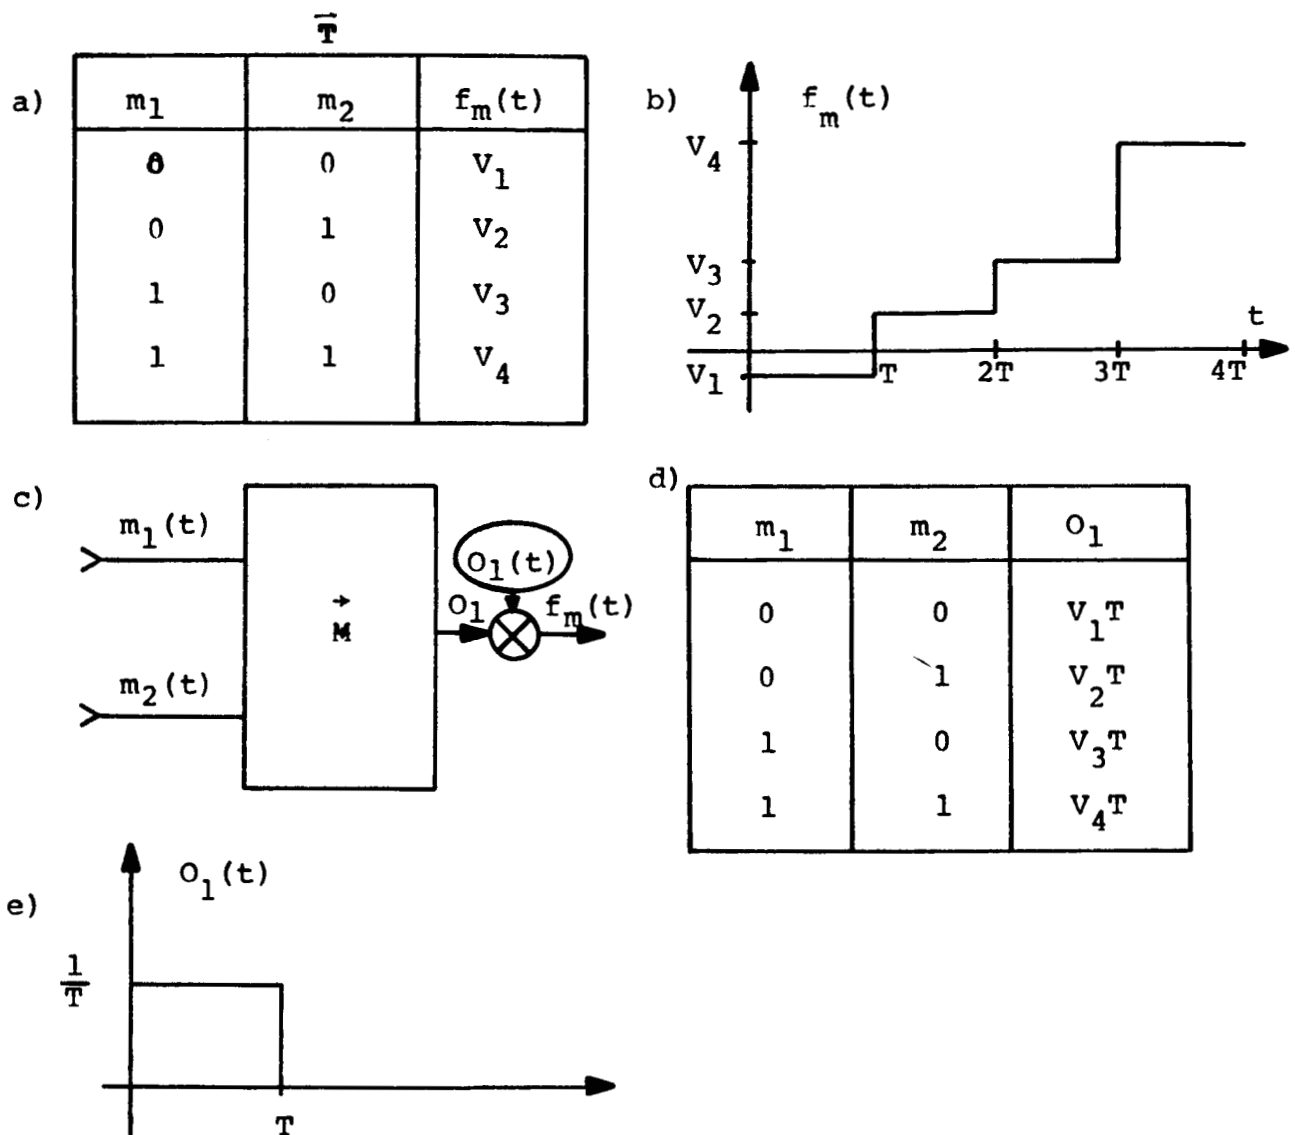 T
a)
m1 m2 fm(t)
0 0 V1
0 1 V2
1 0 V3
1 1 V4
b) fm(t)
V4
V3
V2
V1
T 2T 3T 4T
t
c)
m1(t)
m2(t)
M
O1
O1(t)
fm(t)
d)
m1 m2 O1
0 0 V1T
0 1 V2T
1 0 V3T
1 1 V4T
e)
O1(t)
1
T
T